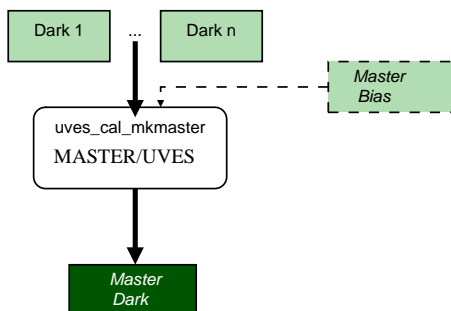 Dark 1
...
Dark n
Master
Bias
uves_cal_mkmaster
MASTER/UVES
Master
Dark